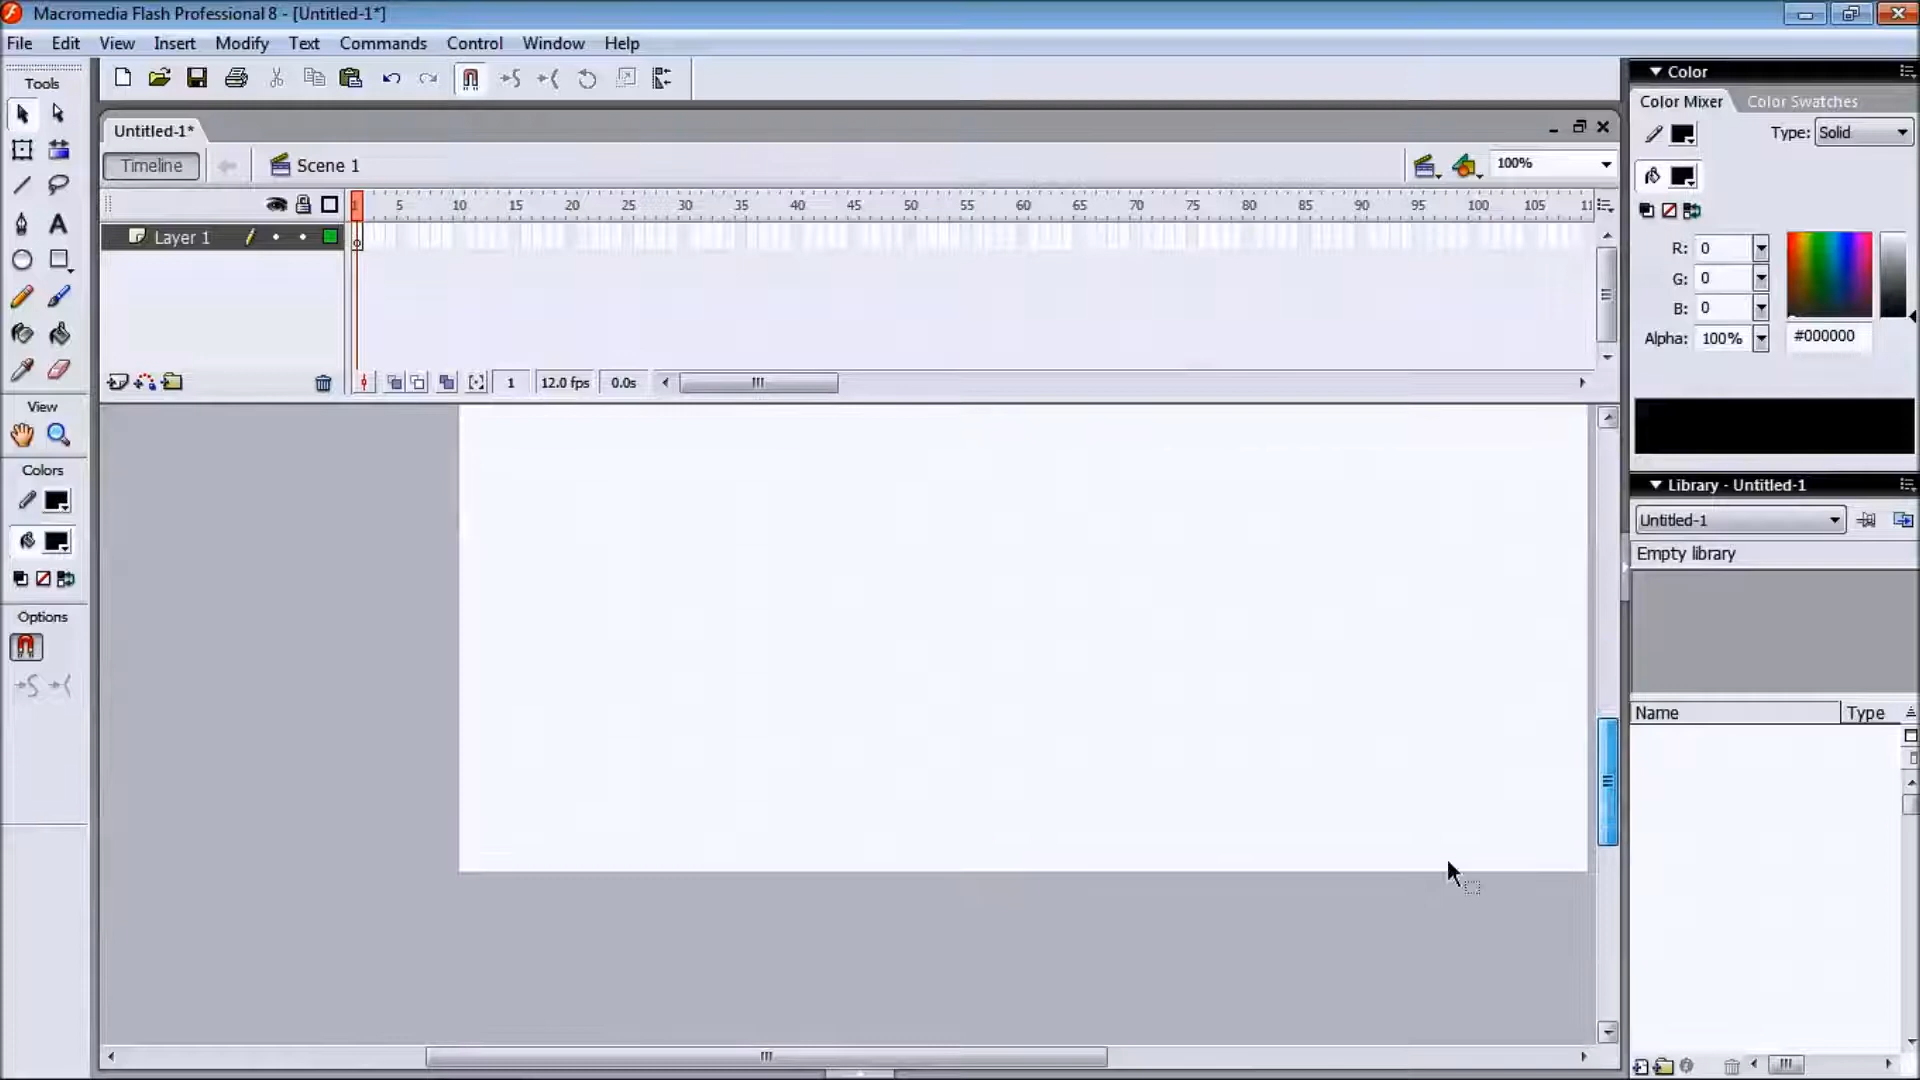 Macromedia Flash Professional 8 - [Untitled-1*]
File Edit View Insert Modify Text Commands Control Window Help
Tools
Untitled-1*
Timeline Scene 1 100%
1 5 10 15 20 25 30 35 40 45 50 55 60 65 70 75 80 85 90 95 100 105 11
Layer 1
1 12.0 fps 0.0s
View
Colors
Options
Color
Color Mixer Color Swatches
Type: Solid
R: 0
G: 0
B: 0
Alpha: 100% #000000
Library - Untitled-1
Untitled-1
Empty library
Name Type